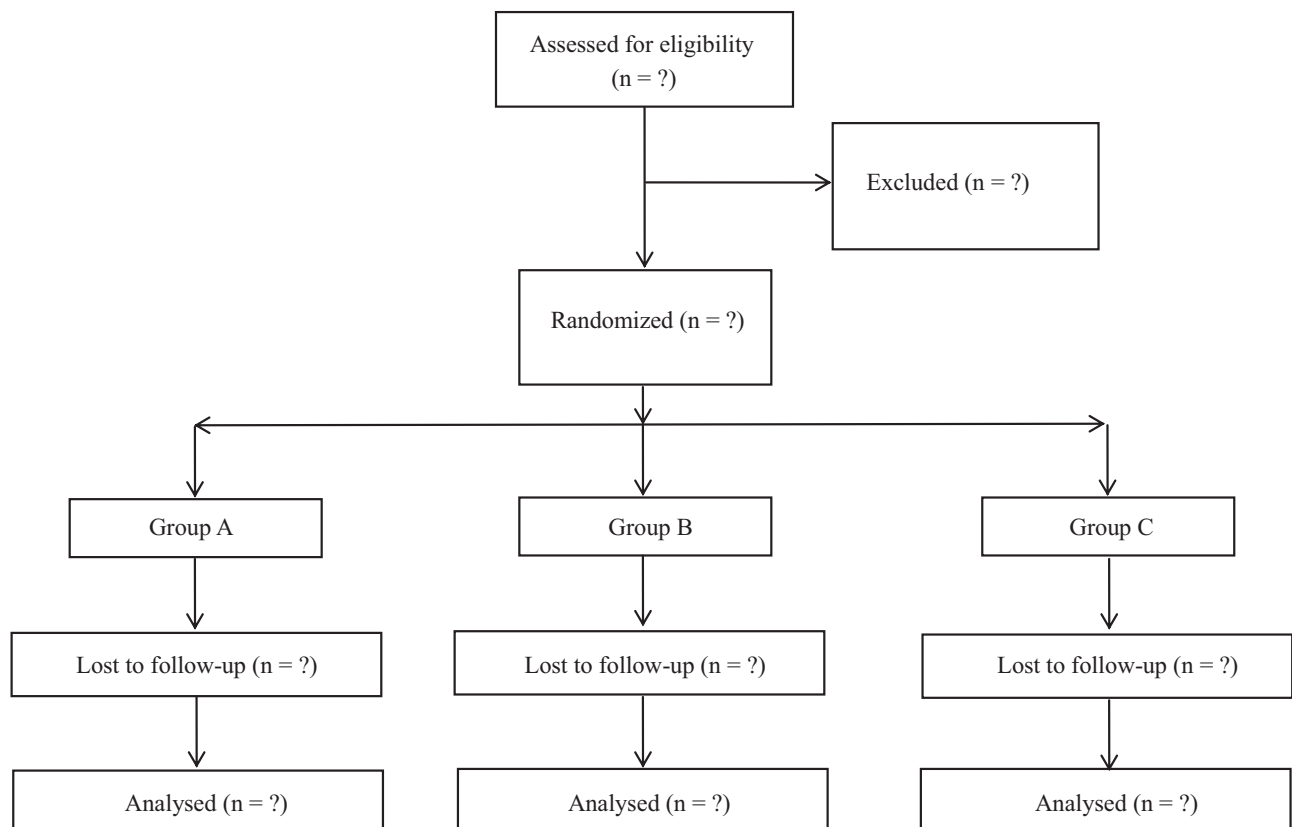 Assessed for eligibility
(n = ?)
Excluded (n = ?)
Randomized (n = ?)
Group A
Group B
Group C
Lost to follow-up (n = ?)
Lost to follow-up (n = ?)
Lost to follow-up (n = ?)
Analysed (n = ?)
Analysed (n = ?)
Analysed (n = ?)